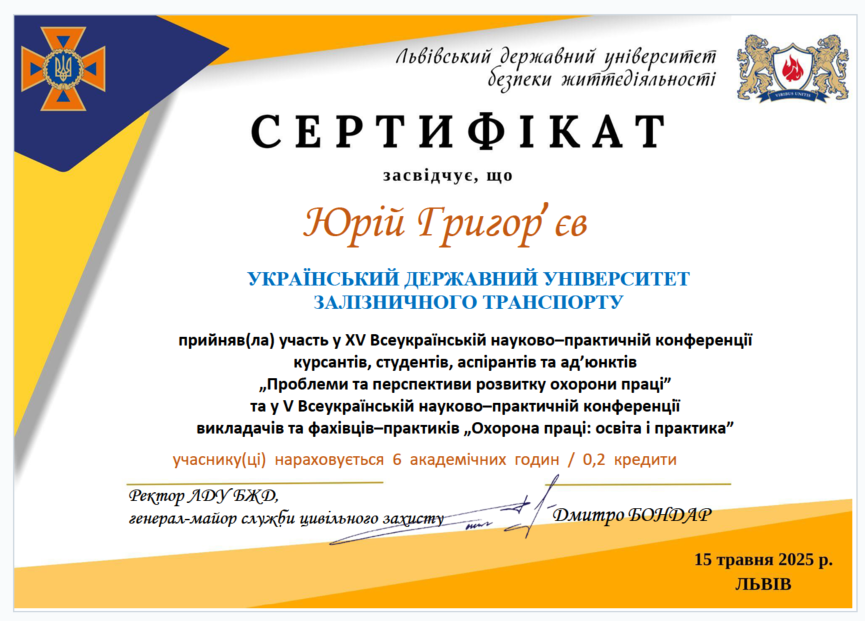 Львівський державний університет
безпеки життєдіяльності
VIRIBUS UNITIS
СЕРТИФІКАТ
засвідчує, що
Юрій Григор’єв
УКРАЇНСЬКИЙ ДЕРЖАВНИЙ УНІВЕРСИТЕТ
ЗАЛІЗНИЧНОГО ТРАНСПОРТУ
прийняв(ла) участь у XV Всеукраїнській науково–практичній конференції
курсантів, студентів, аспірантів та ад’юнктів
„Проблеми та перспективи розвитку охорони праці”
та у V Всеукраїнській науково–практичній конференції
викладачів та фахівців–практиків „Охорона праці: освіта і практика”
учаснику(ці) нараховується 6 академічних годин / 0,2 кредити
Ректор ЛДУ БЖД,
генерал-майор служби цивільного захисту
Дмитро БОНДАР
15 травня 2025 р.
ЛЬВІВ